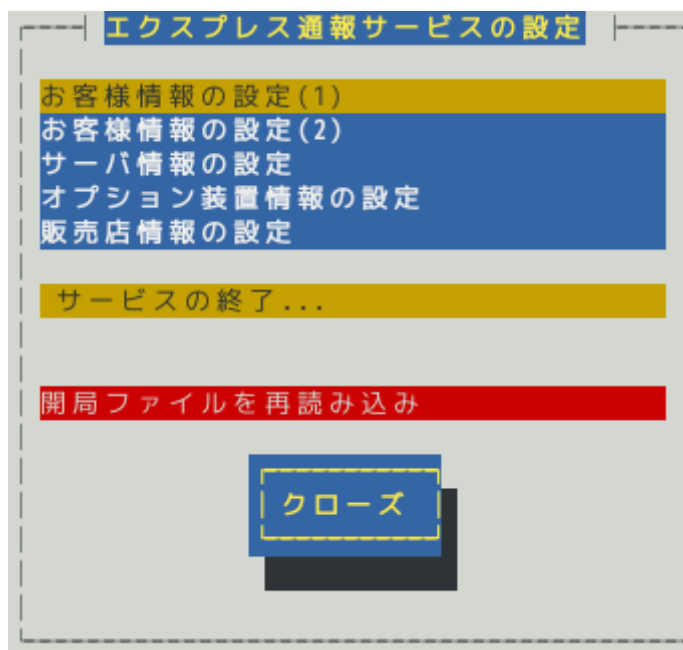 エクスプレス通報サービスの設定
お客様情報の設定(1)
お客様情報の設定(2)
サーバ情報の設定
オプション装置情報の設定
販売店情報の設定
サービスの終了...
開局ファイルを再読み込み
クローズ